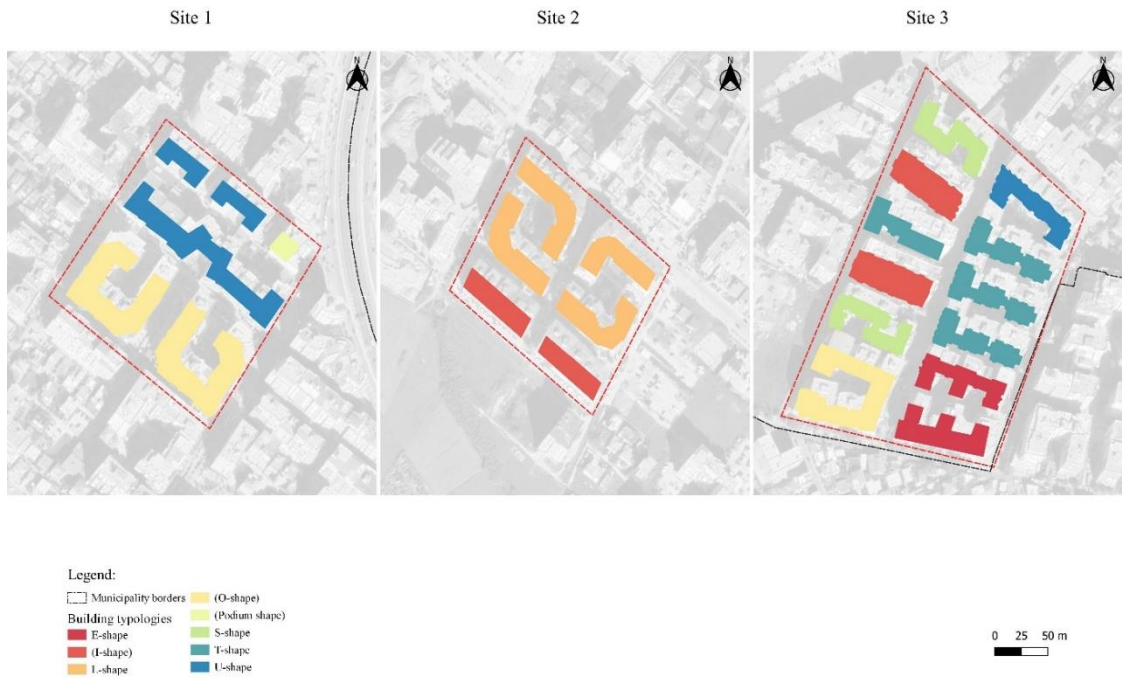 Site 1
Site 2
Site 3
N
N
N
Legend:
Municipality borders
Building typologies
E-shape
(I-shape)
L-shape
(O-shape)
(Podium shape)
S-shape
T-shape
U-shape
0 25 50 m